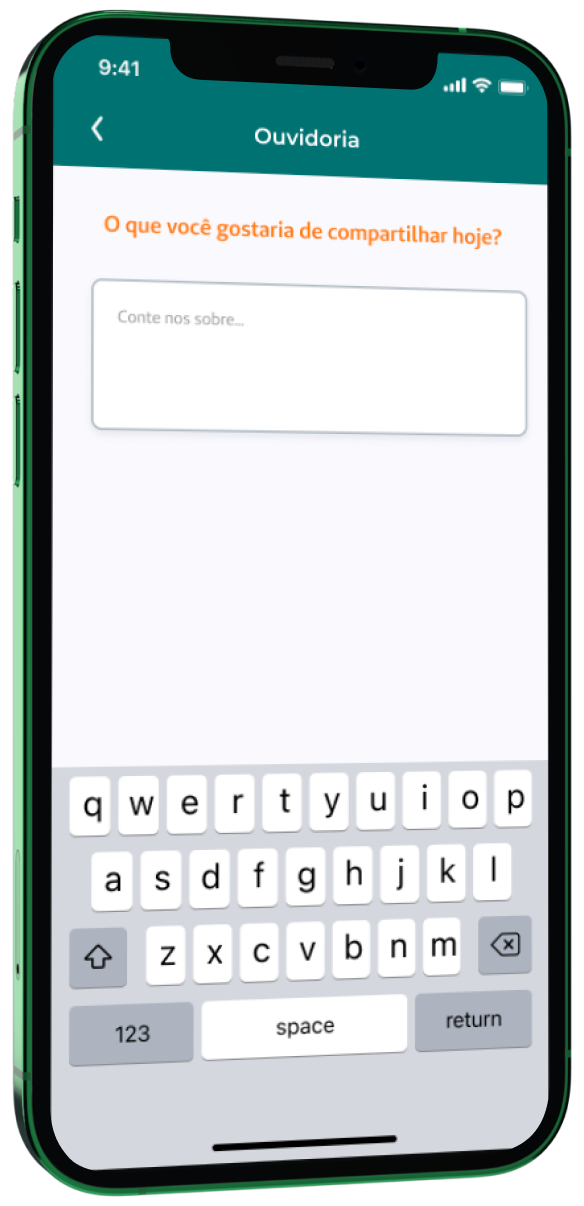 9:41
Ouvidoria
O que você gostaria de compartilhar hoje?
Conte nos sobre...
q w e r t y u i o p
a s d f g h j k l
z x c v b n m
123 space return